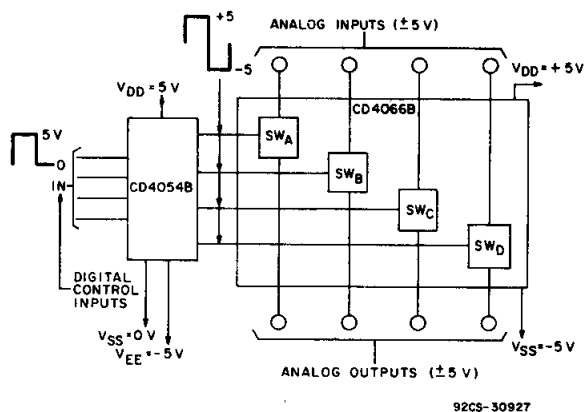 +5
-5
ANALOG INPUTS (±5 V)
VDD = 5 V
VDD = +5V
CD4066B
5 V
0
IN
CD4054B
SWA
SWB
SWC
SWD
DIGITAL
CONTROL
INPUTS
VSS = 0 V
VEE = -5 V
VSS = -5 V
ANALOG OUTPUTS (±5 V)
92CS-30927